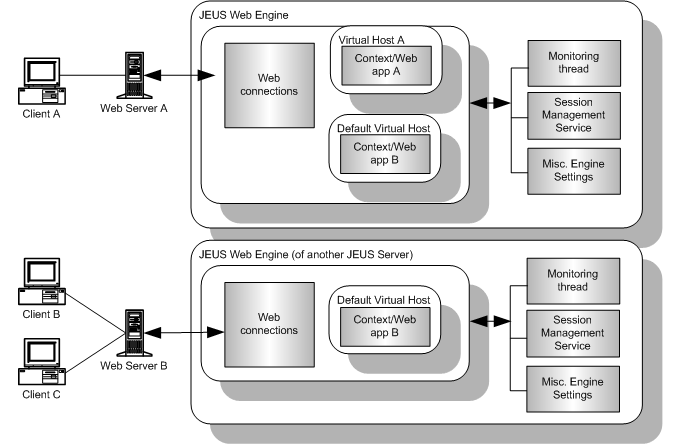 JEUS Web Engine
Virtual Host A
Context/Web
app A
Web
connections
Monitoring
thread
Client A
Web Server A
Session
Management
Service
Default Virtual Host
Context/Web
app B
Misc. Engine
Settings
JEUS Web Engine (of another JEUS Server)
Client B
Web
connections
Default Virtual Host
Context/Web
app B
Monitoring
thread
Session
Management
Service
Web Server B
Client C
Misc. Engine
Settings